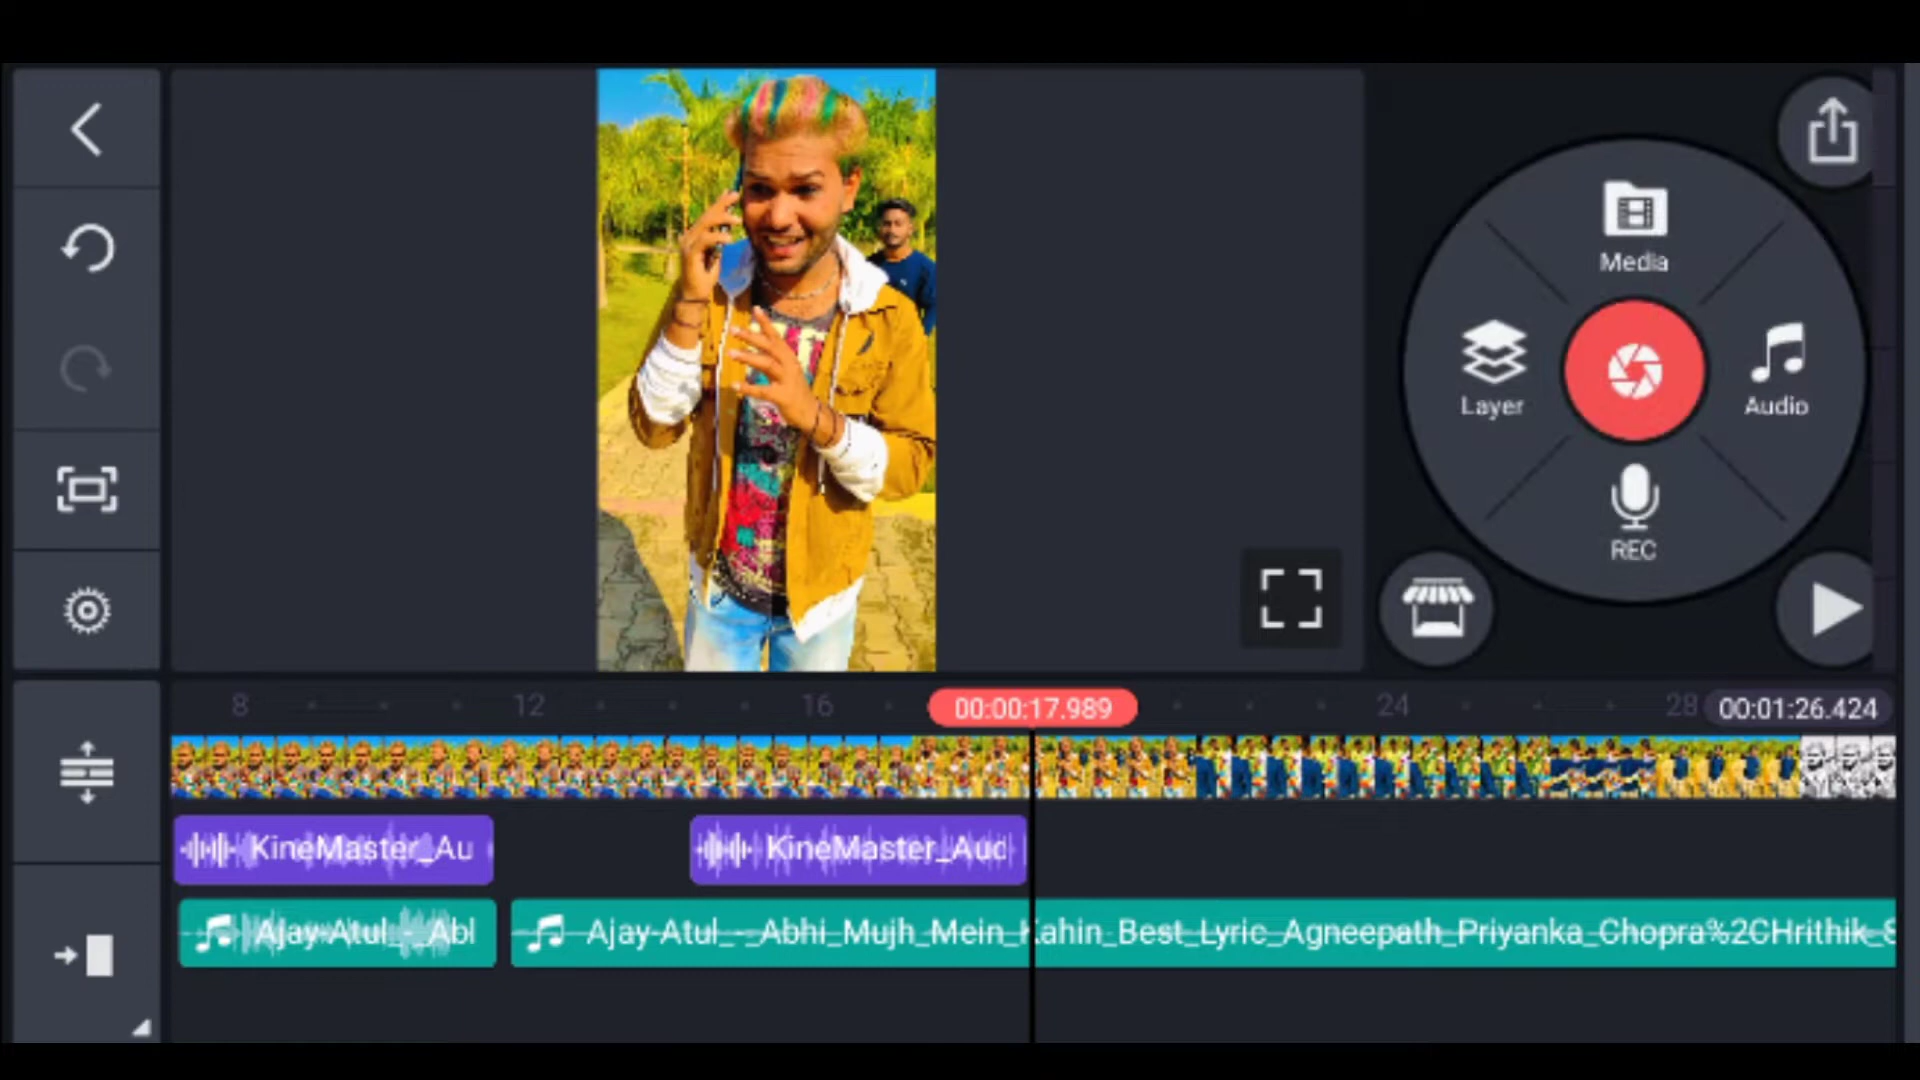 Media
Layer
Audio
REC
8
12
16
00:00:17.989
24
28
00:01:26.424
KineMaster_Au
KineMaster_Aud
Ajay-Atul_-_Abl
Ajay-Atul_-_Abhi_Mujh_Mein_Kahin_Best_Lyric_Agneepath_Priyanka_Chopra%2CHrithik_S